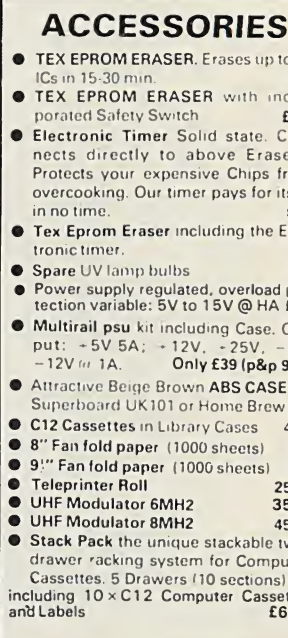 ACCESSORIES
● TEX EPROM ERASER. Erases up to
ICs in 15-30 min.
● TEX EPROM ERASER with inc
porated Safety Switch £
● Electronic Timer Solid state. C
nects directly to above Erase
Protects your expensive Chips fr
overcooking. Our timer pays for its
in no time.
● Tex Eprom Eraser including the E
tronic timer.
● Spare UV lamp bulbs
● Power supply regulated, overload p
tection variable: 5V to 15V @ HA £
● Multirail psu kit including Case. O
put: +5V 5A; +12V, +25V, -
-12V @ 1A. Only £39 (p&p 9
● Attractive Beige Brown ABS CASE
Superboard UK101 or Home Brew
● C12 Cassettes in Library Cases 4
● 8" Fan fold paper (1000 sheets)
● 9½" Fan fold paper (1000 sheets)
● Teleprinter Roll 25
● UHF Modulator 6MH2 35
● UHF Modulator 8MH2 45
● Stack Pack the unique stackable tw
drawer racking system for Compu
Cassettes. 5 Drawers (10 sections)
including 10 × C12 Computer Casset
and Labels £6